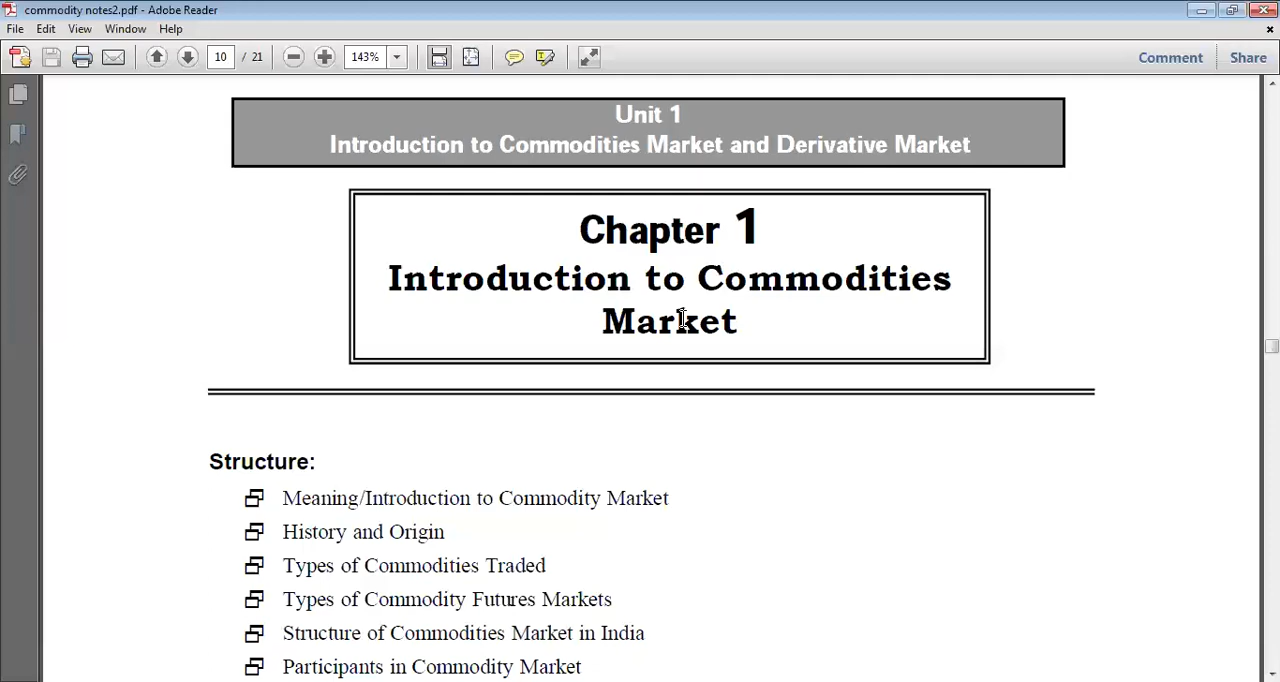 commodity notes2.pdf - Adobe Reader
File Edit View Window Help
10 / 21 143% Comment Share
Unit 1
Introduction to Commodities Market and Derivative Market
Chapter 1
Introduction to Commodities
Market
Structure:
Meaning/Introduction to Commodity Market
History and Origin
Types of Commodities Traded
Types of Commodity Futures Markets
Structure of Commodities Market in India
Participants in Commodity Market